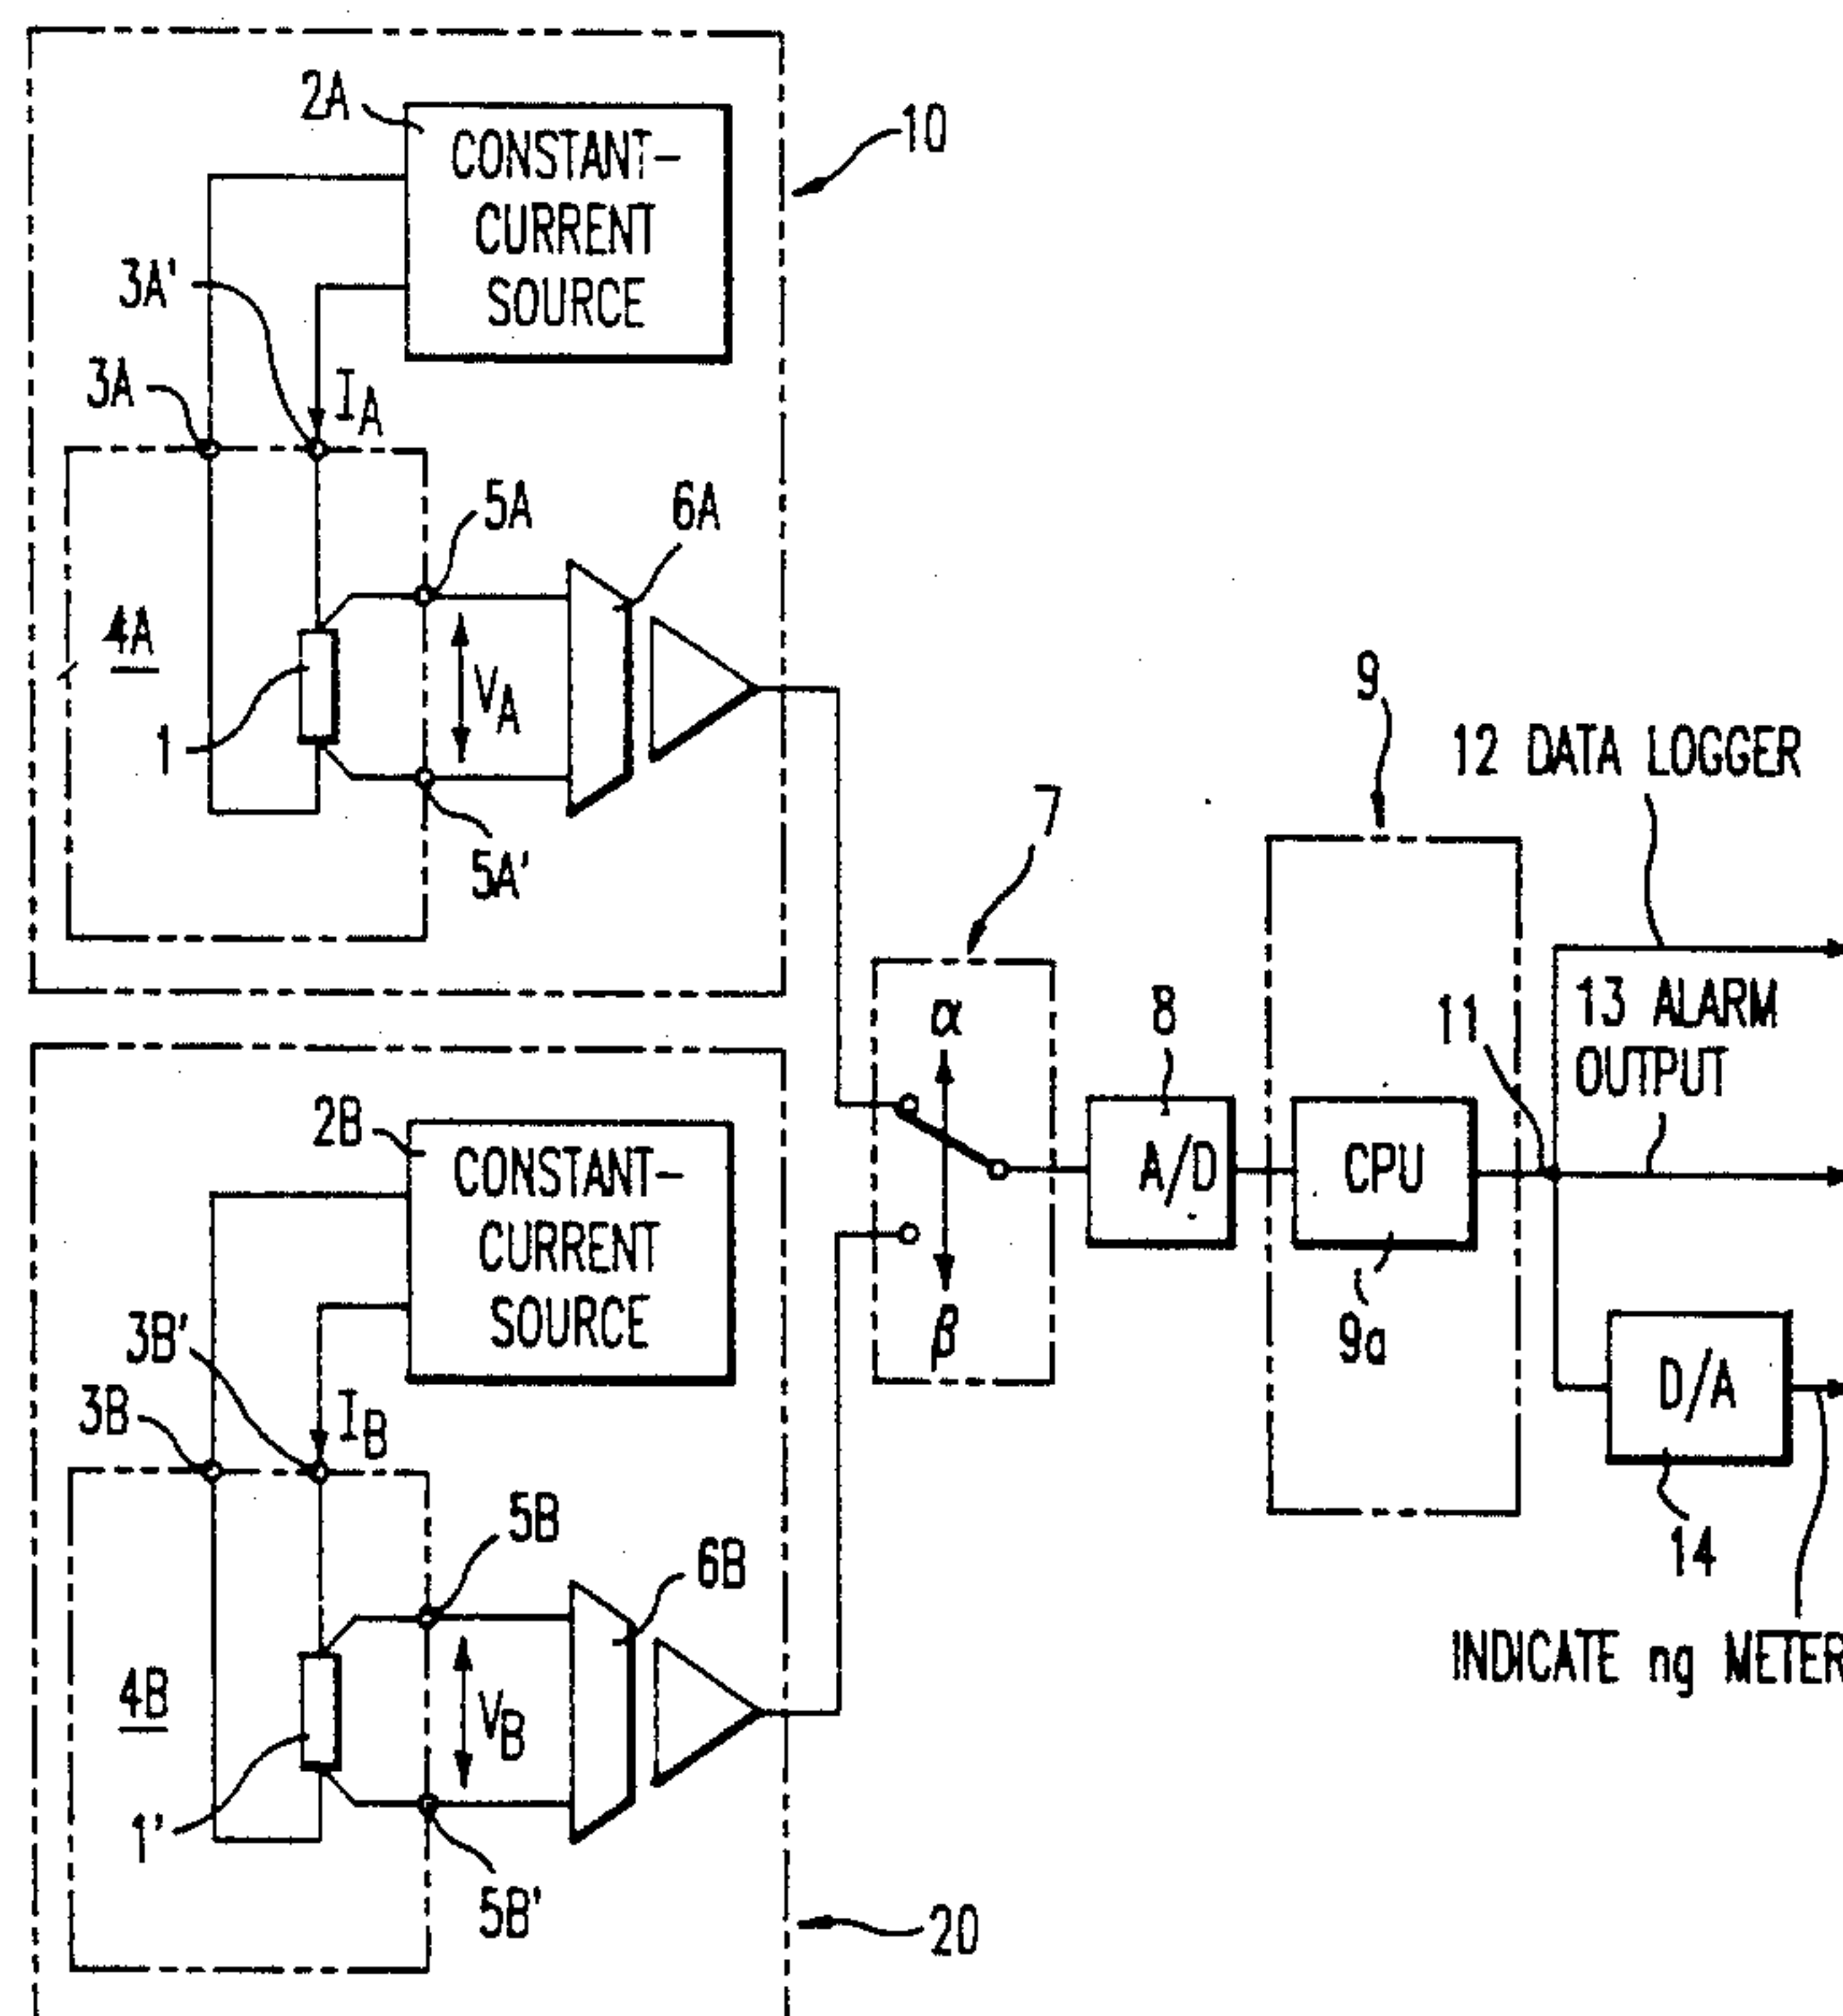 2A
CONSTANT-
CURRENT
SOURCE
10
3A'
3A
IA
5A
6A
4A
VA
1
5A'
9
12 DATA LOGGER
7
α
8
11
13 ALARM
OUTPUT
2B
CONSTANT-
CURRENT
SOURCE
A/D
CPU
β
9a
3B'
3B
IB
D/A
14
5B
6B
4B
VB
INDICATE ng METER
1'
5B'
20